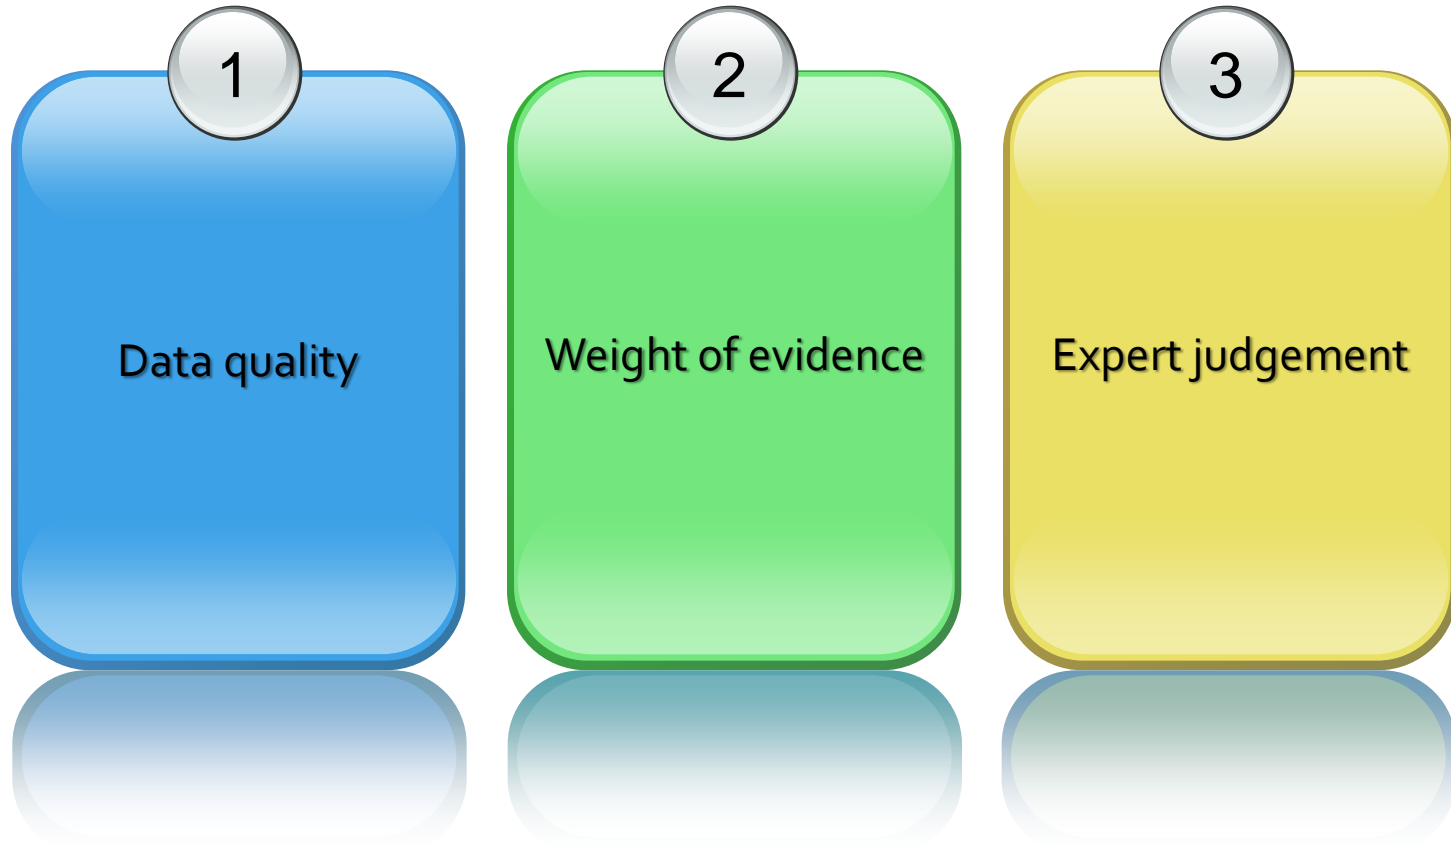 1
2
3
Data quality
Weight of evidence
Expert judgement